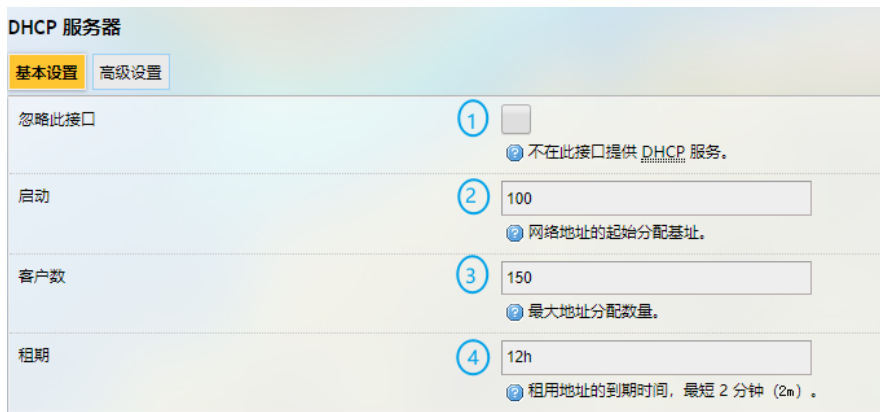 DHCP 服务器
基本设置 高级设置
忽略此接口 1
不在此接口提供 DHCP 服务。
启动 2 100
网络地址的起始分配基址。
客户数 3 150
最大地址分配数量。
租期 4 12h
租用地址的到期时间，最短 2 分钟（2m）。